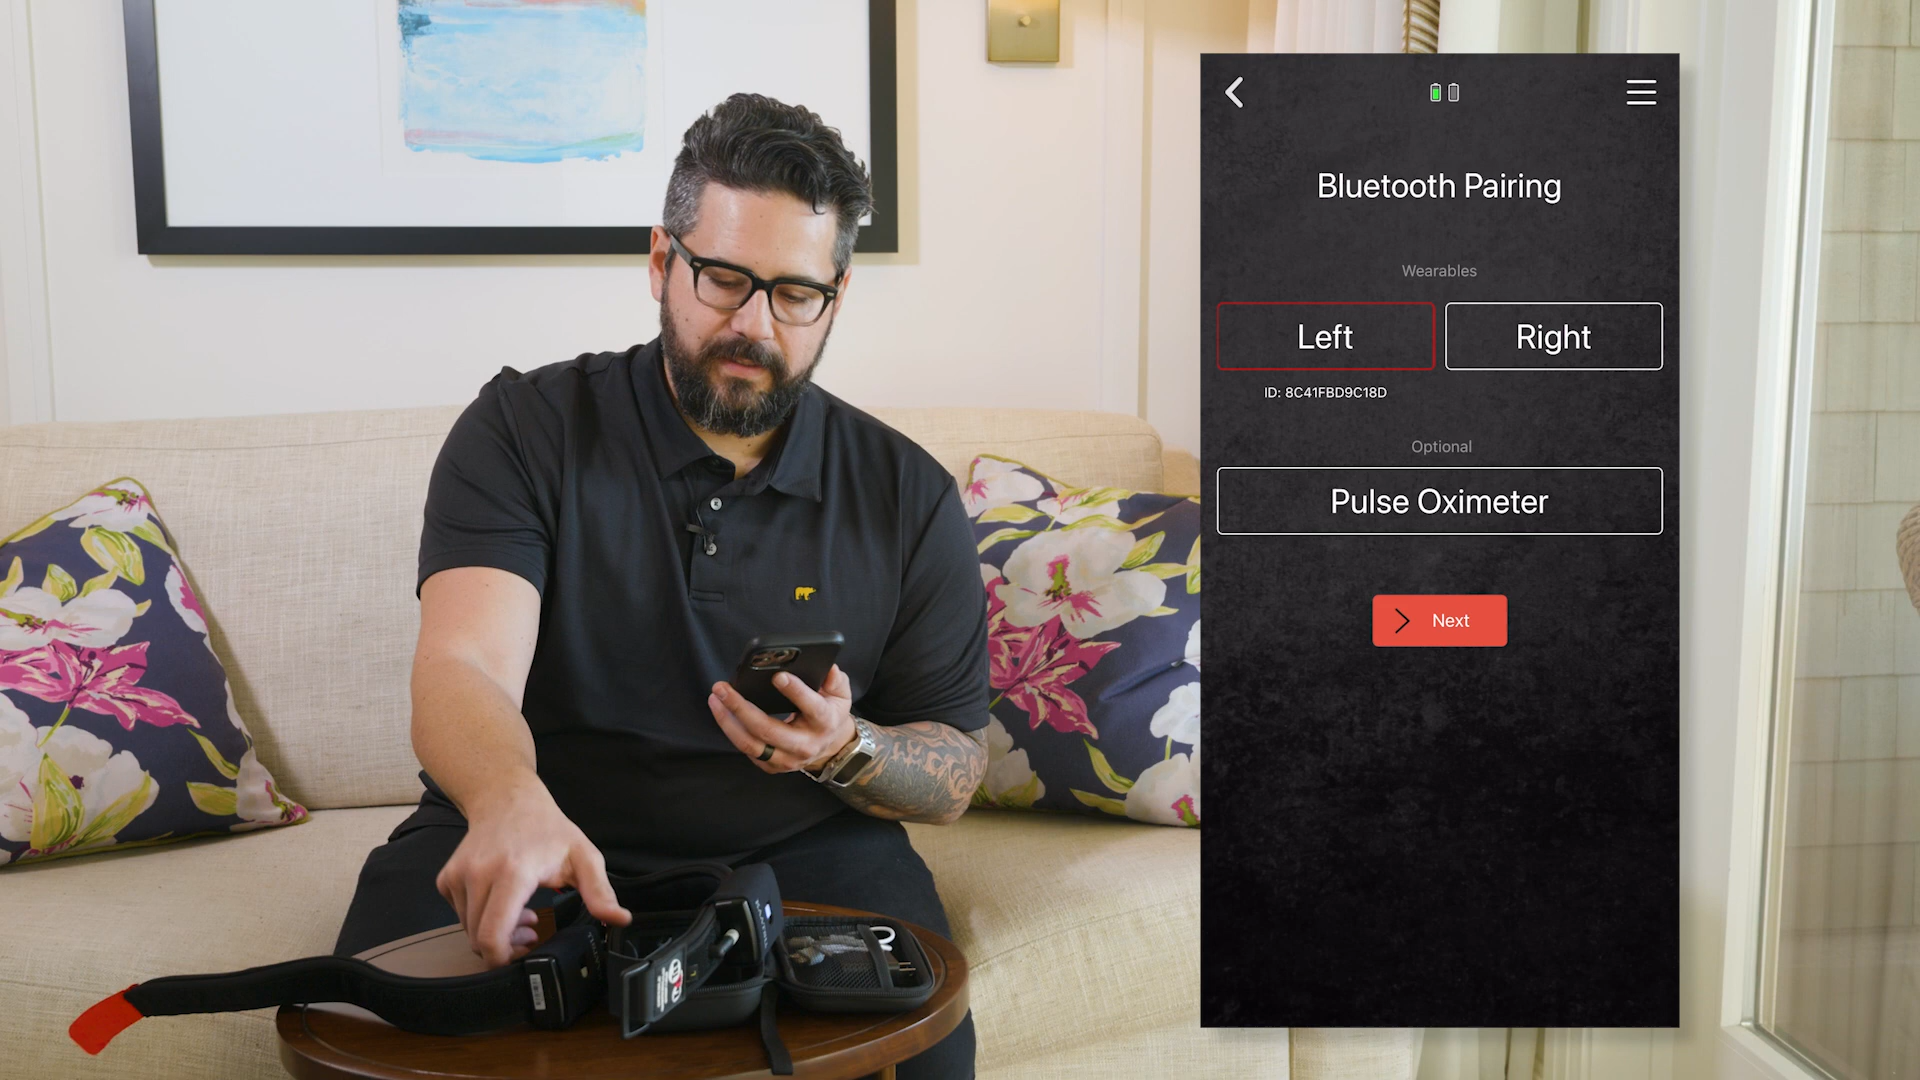 Bluetooth Pairing
Wearables
Left
Right
ID: 8C41FBD9C18D
Optional
Pulse Oximeter
Next